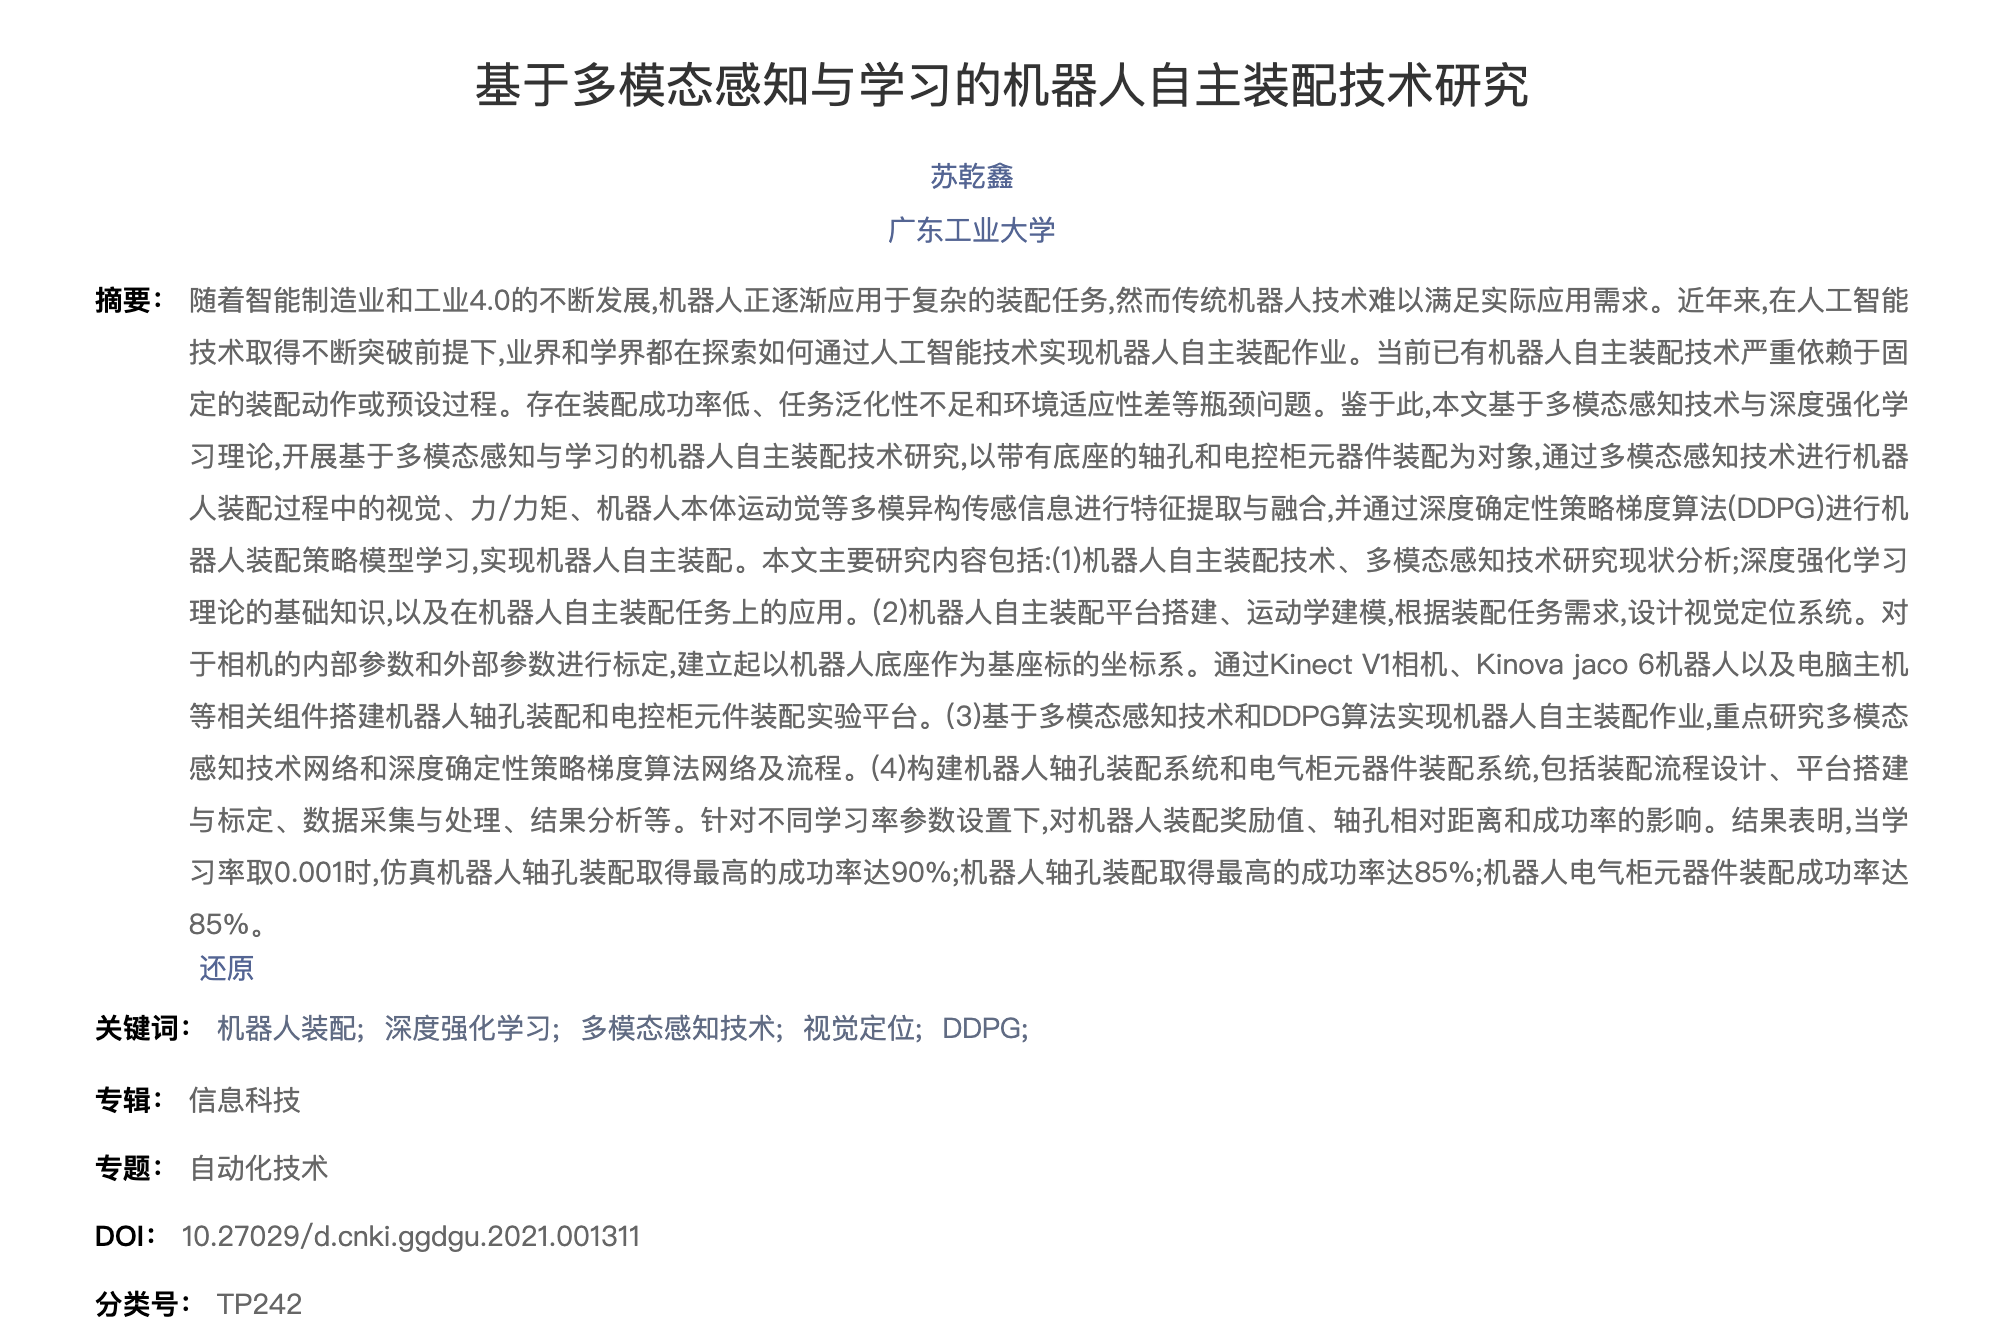 基于多模态感知与学习的机器人自主装配技术研究
苏乾鑫
广东工业大学
摘要： 随着智能制造业和工业4.0的不断发展,机器人正逐渐应用于复杂的装配任务,然而传统机器人技术难以满足实际应用需求。近年来,在人工智能
技术取得不断突破前提下,业界和学界都在探索如何通过人工智能技术实现机器人自主装配作业。当前已有机器人自主装配技术严重依赖于固
定的装配动作或预设过程。存在装配成功率低、任务泛化性不足和环境适应性差等瓶颈问题。鉴于此,本文基于多模态感知技术与深度强化学
习理论,开展基于多模态感知与学习的机器人自主装配技术研究,以带有底座的轴孔和电控柜元器件装配为对象,通过多模态感知技术进行机器
人装配过程中的视觉、力/力矩、机器人本体运动觉等多模异构传感信息进行特征提取与融合,并通过深度确定性策略梯度算法(DDPG)进行机
器人装配策略模型学习,实现机器人自主装配。本文主要研究内容包括:(1)机器人自主装配技术、多模态感知技术研究现状分析;深度强化学习
理论的基础知识,以及在机器人自主装配任务上的应用。(2)机器人自主装配平台搭建、运动学建模,根据装配任务需求,设计视觉定位系统。对
于相机的内部参数和外部参数进行标定,建立起以机器人底座作为基座标的坐标系。通过Kinect V1相机、Kinova jaco 6机器人以及电脑主机
等相关组件搭建机器人轴孔装配和电控柜元件装配实验平台。(3)基于多模态感知技术和DDPG算法实现机器人自主装配作业,重点研究多模态
感知技术网络和深度确定性策略梯度算法网络及流程。(4)构建机器人轴孔装配系统和电气柜元器件装配系统,包括装配流程设计、平台搭建
与标定、数据采集与处理、结果分析等。针对不同学习率参数设置下,对机器人装配奖励值、轴孔相对距离和成功率的影响。结果表明,当学
习率取0.001时,仿真机器人轴孔装配取得最高的成功率达90%;机器人轴孔装配取得最高的成功率达85%;机器人电气柜元器件装配成功率达
85%。
还原
关键词： 机器人装配; 深度强化学习; 多模态感知技术; 视觉定位; DDPG;
专辑： 信息科技
专题： 自动化技术
DOI： 10.27029/d.cnki.ggdgu.2021.001311
分类号： TP242